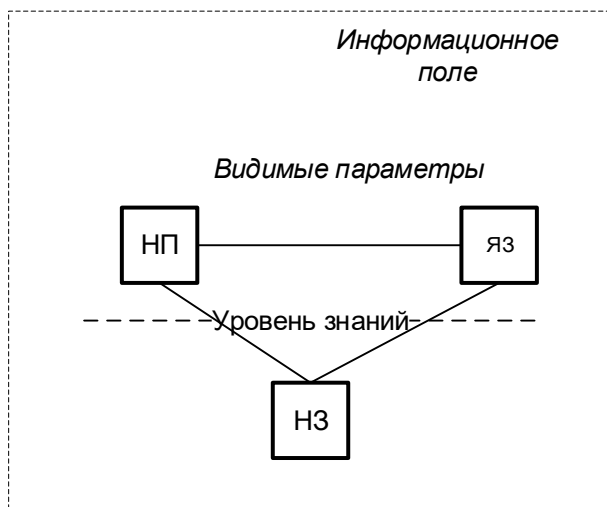 Информационное
поле
Видимые параметры
НП
ЯЗ
Уровень знаний
НЗ